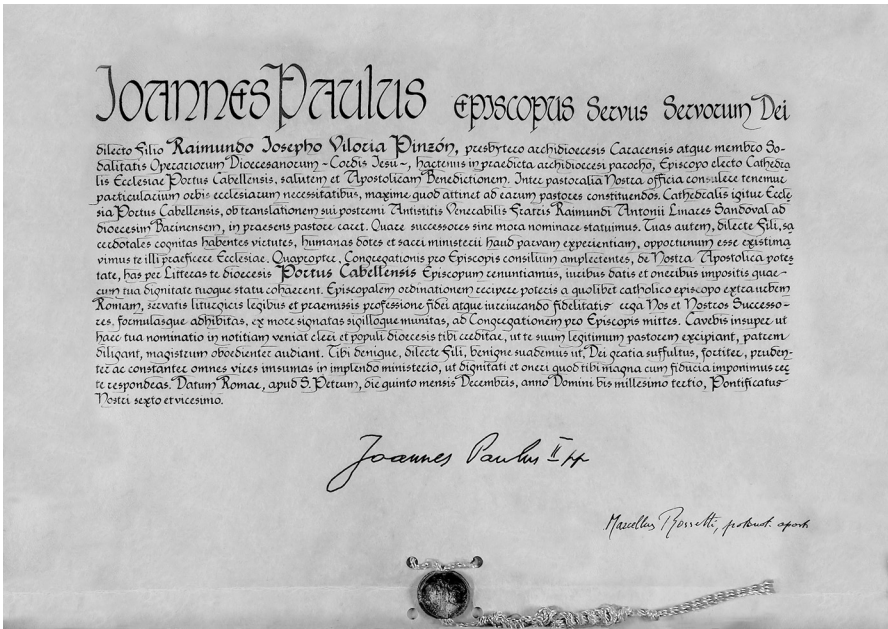 Joannes Paulus Episcopus Servus Servorum Dei
dilecto Filio Raimundo Iosepho Viloria Pinzón, presbytero archidioecesis Caracensis atque membro So-
dalitatis Operariorum Dioecesanorum - Cordis Iesu -, hactenus in praedicta archidioecesi parocho, Episcopo electo Cathedra
lis Ecclesiae Portus Cabellensis, salutem et Apostolicam Benedictionem. Inter pastoralia Nostra officia consulere tenemur
particularium orbis ecclesiarum necessitatibus, maxime quod attinet ad earum pastores constituendos. Cathedralis igitur Eccle
sia Portus Cabellensis, ob translationem sui postremi Antistitis Venerabilis Fratris Raimundi Antonii Linares Sandoval ad
dioecesim Barinensem, in praesens pastore caret. Quare successorem sine mora nominare statuimus. Tuas autem, dilecte Fili, sa
cerdotales cognitas habentes virtutes, humanas dotes et sacri ministerii haud parvam experientiam, opportunum esse existima
vimus te illi praeficere Ecclesiae. Quapropter, Congregationis pro Episcopis consilium amplectentes, de Nostra Apostolica potes
tate, has per Litteras te dioecesis Portus Cabellensis Episcopum renuntiamus, iuribus datis et oneribus impositis quae
cum tua dignitate tuoque statu cohaerent. Episcopalem ordinationem recipere poteris a quolibet catholico episcopo extra urbem
Romam, servatis liturgicis legibus et praemissis professione fidei atque iureiurando fidelitatis erga Nos et Nostros Successo-
res, formulasque adhibitas, ex more signatas sigilloque munitas, ad Congregationem pro Episcopis mittes. Cavebis insuper ut
haec tua nominatio in notitiam veniat cleri et populi dioecesis tibi creditae, ut te suum legitimum pastorem excipiant, patrem
diligant, magistrum oboedienter audiant. Tibi denique, dilecte Fili, benigne suademus ut, Dei gratia suffultus, fortiter, pruden-
ter ac constanter omnes vires insumas in implendo ministerio, ut dignitati et oneri quod tibi magna cum fiducia imponimus rec
te respondeas. Datum Romae, apud S. Petrum, die quinto mensis Decembris, anno Domini bis millesimo tertio, Pontificatus
Nostri sexto et vicesimo.
Joannes Paulus II pp
Marcellus Rossetti, protonot. apost.